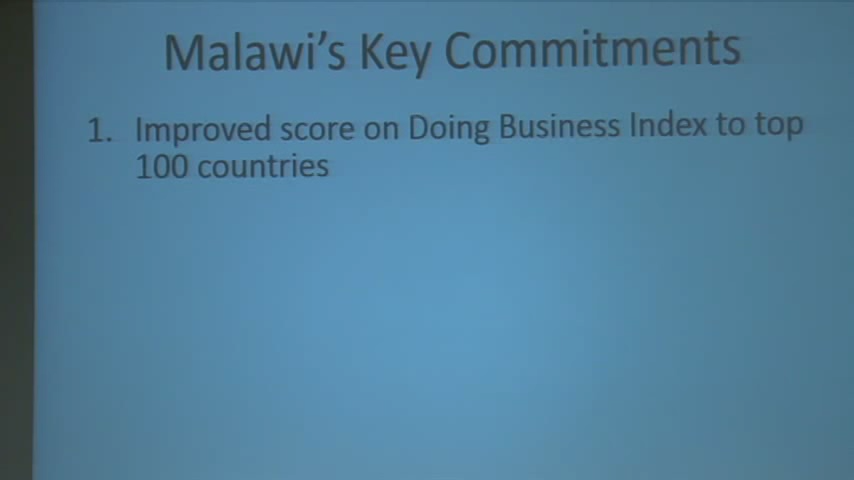 Malawi's Key Commitments
1. Improved score on Doing Business Index to top
100 countries